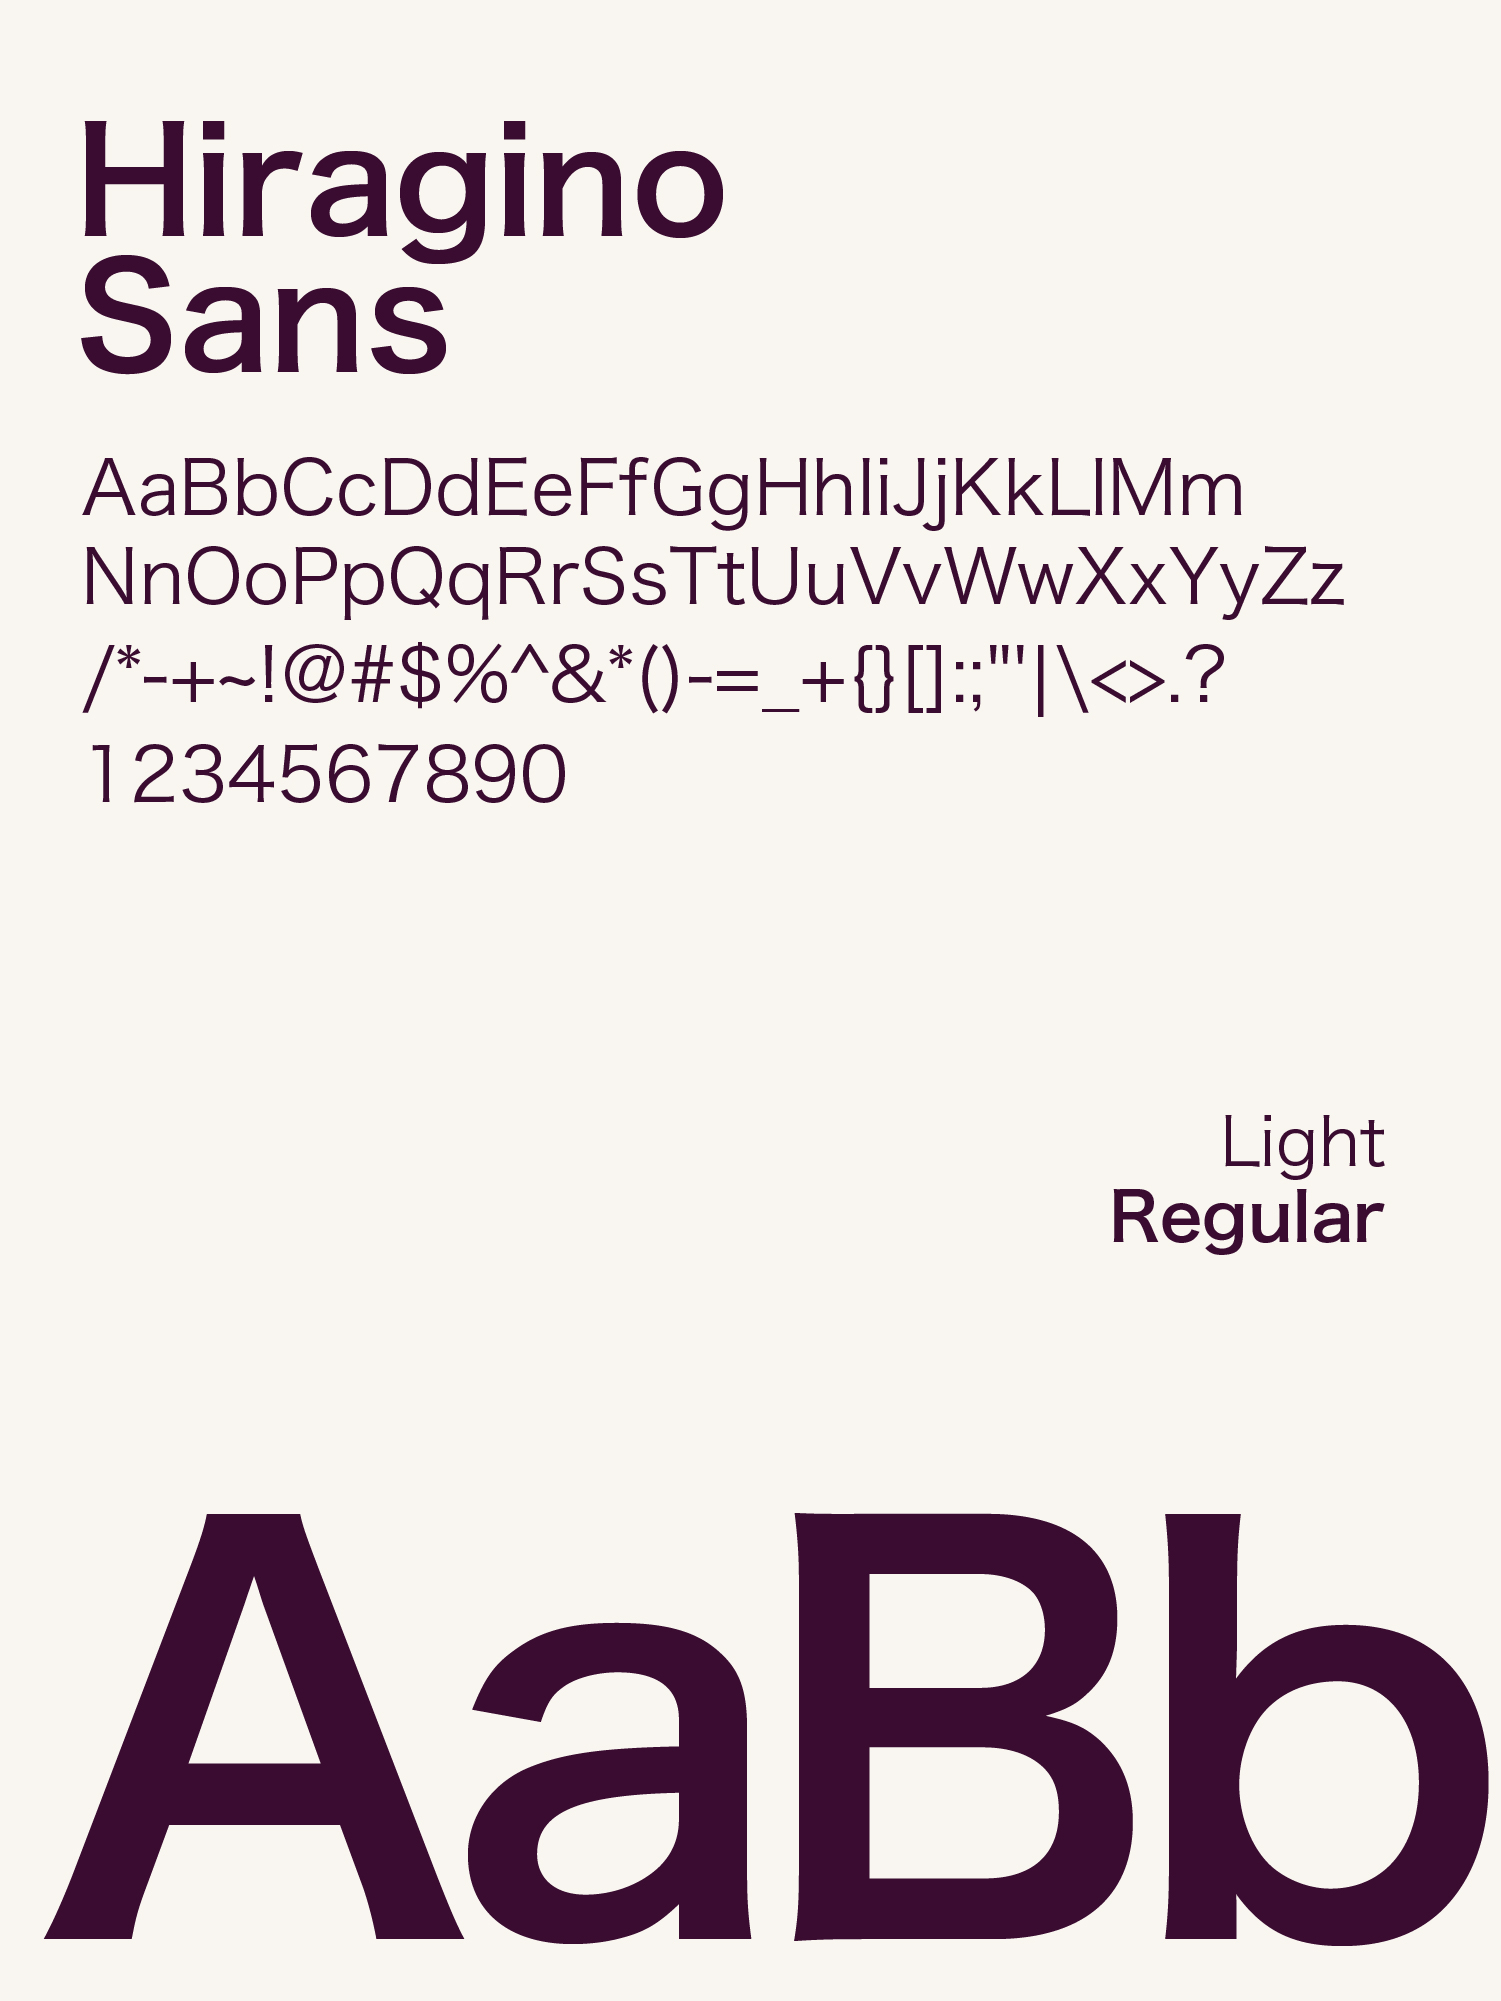 Hiragino
Sans
AaBbCcDdEeFfGgHhIiJjKkLlMm
NnOoPpQqRrSsTtUuVvWwXxYyZz
/*-+~!@#$%^&*()-=_+{}[]:;"'|\<>.?
1234567890
Light
Regular
AaBb